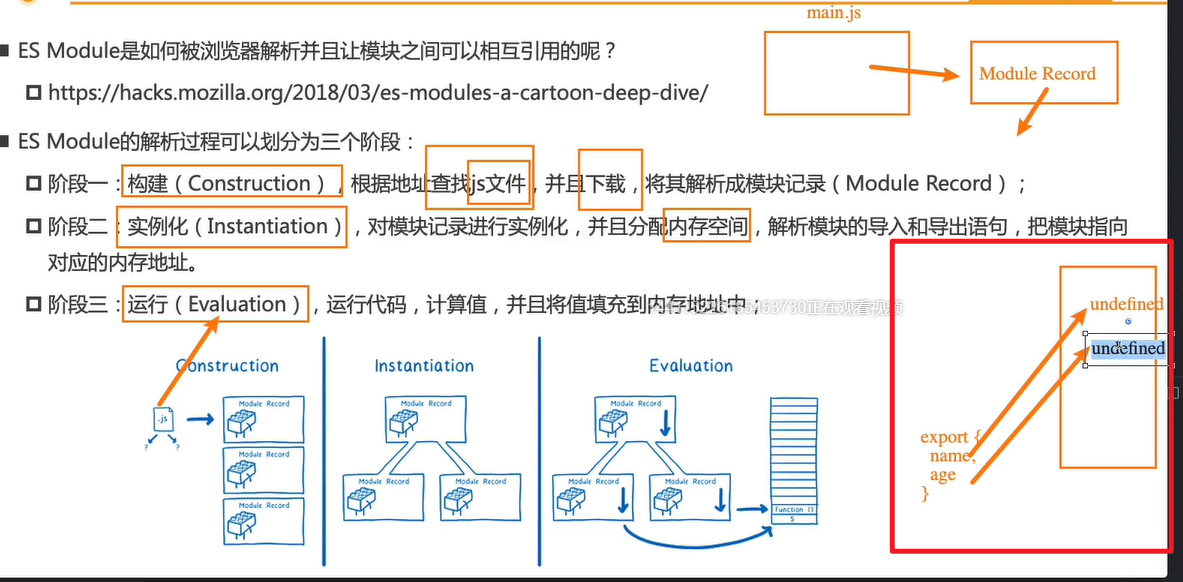 main.js
ES Module是如何被浏览器解析并且让模块之间可以相互引用的呢？
Module Record
https://hacks.mozilla.org/2018/03/es-modules-a-cartoon-deep-dive/
ES Module的解析过程可以划分为三个阶段：
阶段一：构建（Construction），根据地址查找js文件，并且下载，将其解析成模块记录（Module Record）；
阶段二：实例化（Instantiation），对模块记录进行实例化，并且分配内存空间，解析模块的导入和导出语句，把模块指向
对应的内存地址。
阶段三：运行（Evaluation），运行代码，计算值，并且将值填充到内存地址中；
正在观看视频
undefined
undefined
export {
name,
age
}
Construction
Instantiation
Evaluation
.js
?
?
Module Record
Module Record
Module Record
Module Record
Module Record
Module Record
Module Record
Module Record
Module Record
function ()
5